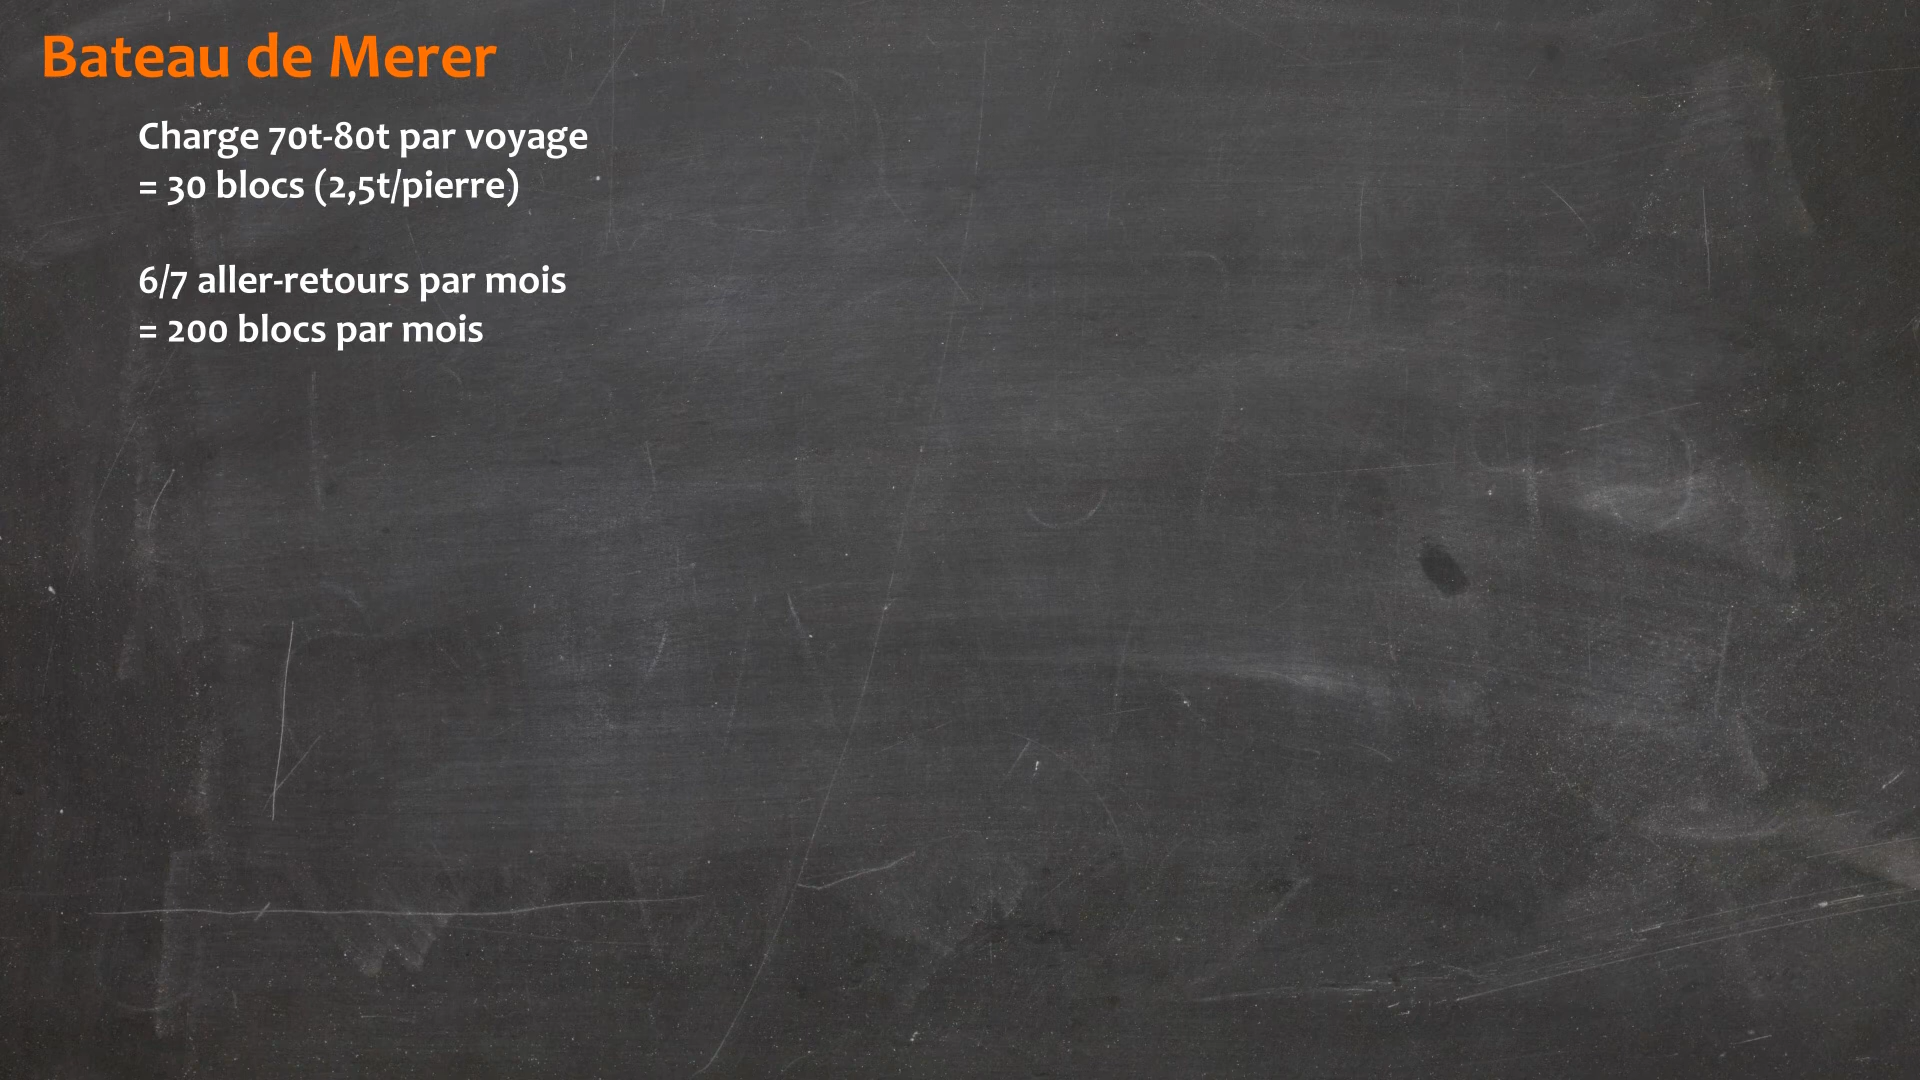 Bateau de Merer
Charge 70t-80t par voyage
= 30 blocs (2,5t/pierre)
6/7 aller-retours par mois
= 200 blocs par mois